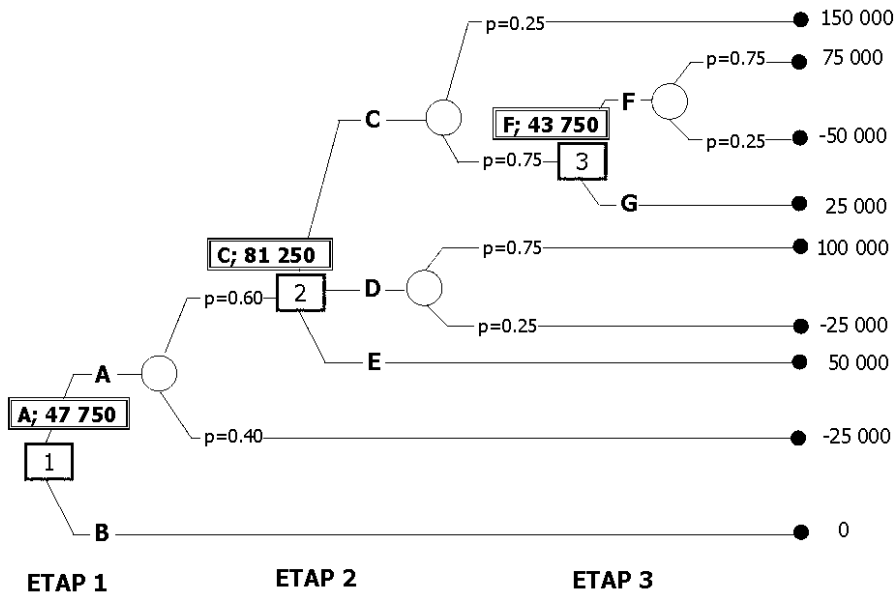 p=0.25 150 000
p=0.75 75 000
F
F; 43 750
C
p=0.25 -50 000
p=0.75 3
G 25 000
p=0.75 100 000
C; 81 250
2 D
p=0.60
p=0.25 -25 000
E 50 000
A
A; 47 750
p=0.40 -25 000
1
B 0
ETAP 1 ETAP 2 ETAP 3